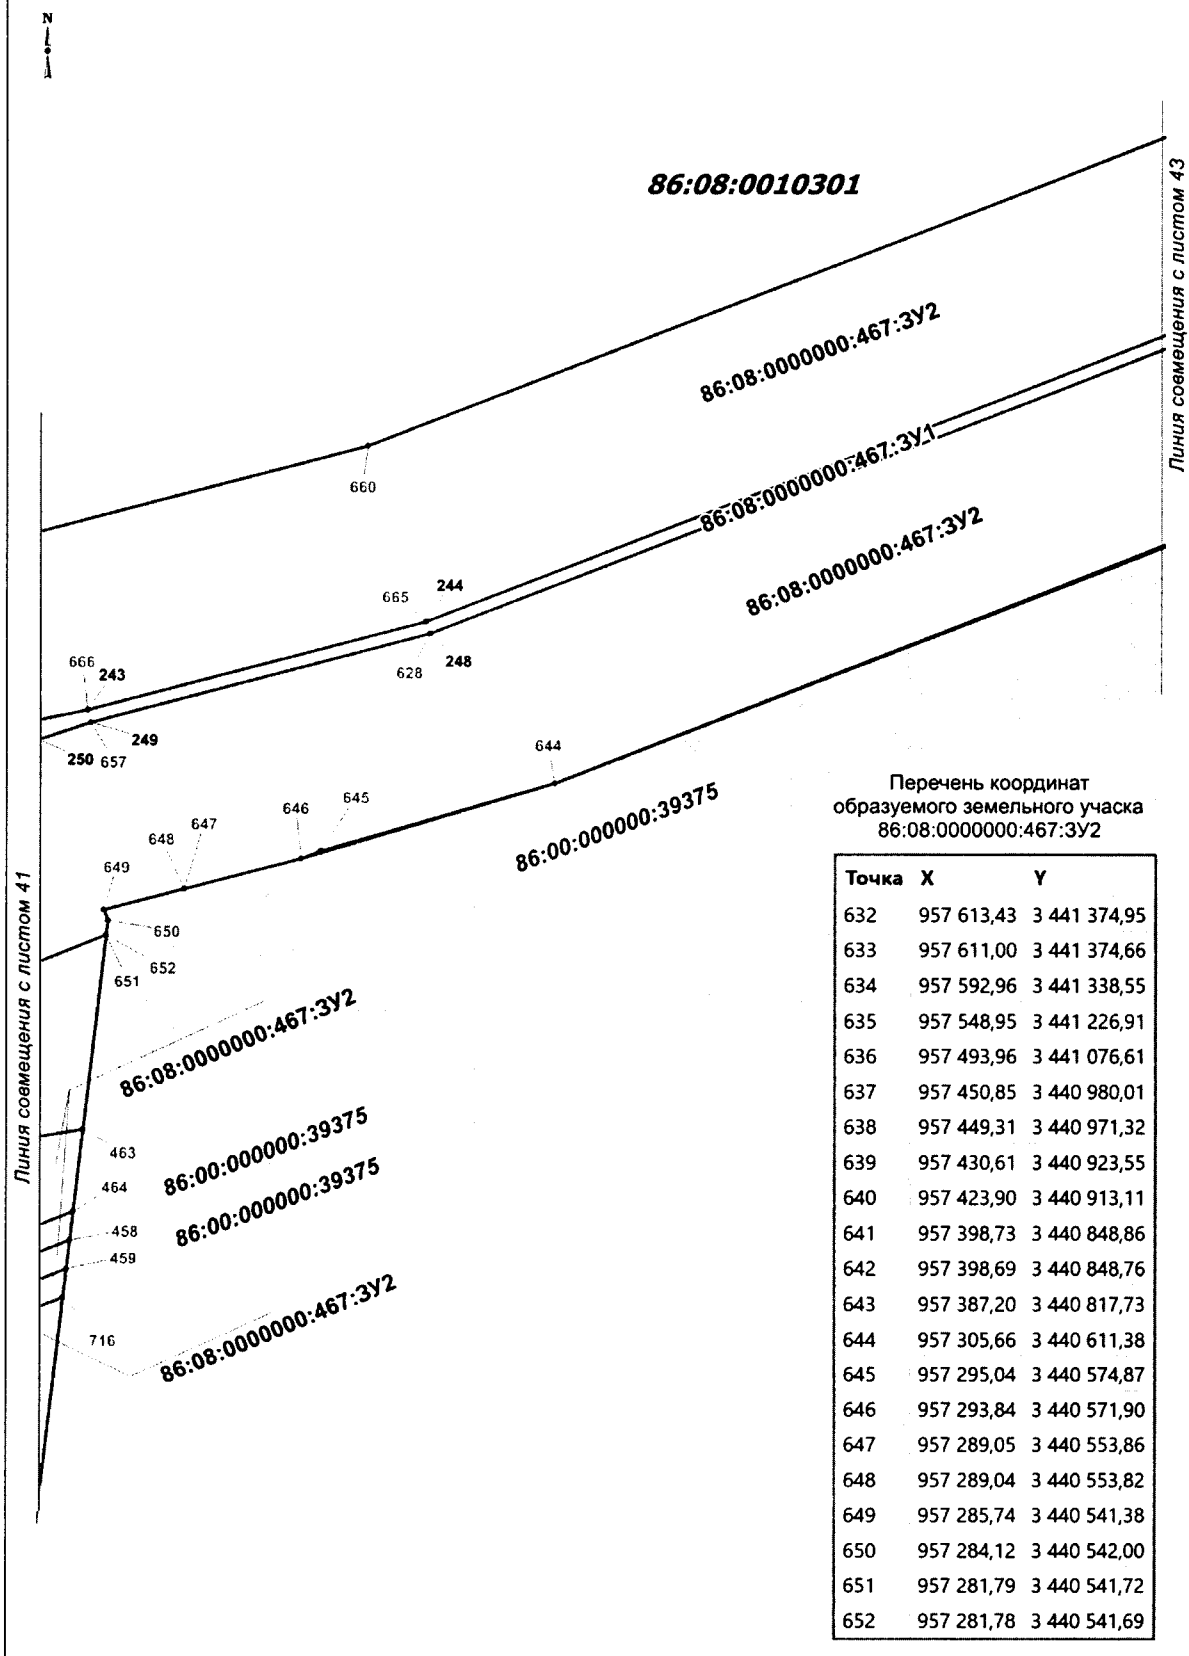 N
86:08:0010301
Линия совмещения с листом 43
86:08:0000000:467:ЗУ2
660
86:08:0000000:467:ЗУ1
86:08:0000000:467:ЗУ2
244
665
666
243
628
248
249
250 657
644
645
646
647
648
649
86:00:000000:39375
650
652
651
Линия совмещения с листом 41
86:08:0000000:467:ЗУ2
86:00:000000:39375
463
464
86:00:000000:39375
458
459
86:08:0000000:467:ЗУ2
716
Перечень координат
образуемого земельного учаска
86:08:0000000:467:ЗУ2
Точка X Y
632 957 613,43 3 441 374,95
633 957 611,00 3 441 374,66
634 957 592,96 3 441 338,55
635 957 548,95 3 441 226,91
636 957 493,96 3 441 076,61
637 957 450,85 3 440 980,01
638 957 449,31 3 440 971,32
639 957 430,61 3 440 923,55
640 957 423,90 3 440 913,11
641 957 398,73 3 440 848,86
642 957 398,69 3 440 848,76
643 957 387,20 3 440 817,73
644 957 305,66 3 440 611,38
645 957 295,04 3 440 574,87
646 957 293,84 3 440 571,90
647 957 289,05 3 440 553,86
648 957 289,04 3 440 553,82
649 957 285,74 3 440 541,38
650 957 284,12 3 440 542,00
651 957 281,79 3 440 541,72
652 957 281,78 3 440 541,69